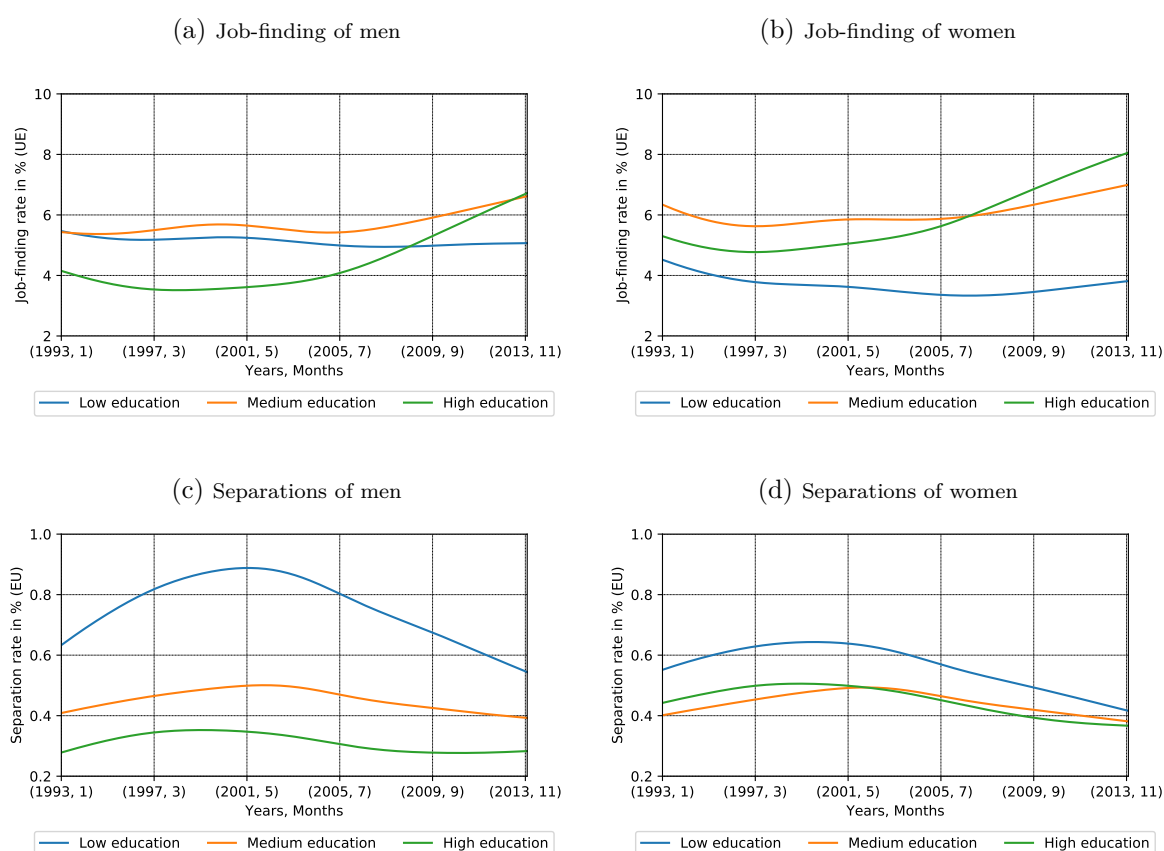 (a) Job-finding of men
(b) Job-finding of women
Job-finding rate in % (UE)
10
8
6
4
2
(1993, 1) (1997, 3) (2001, 5) (2005, 7) (2009, 9) (2013, 11)
Years, Months
Low education Medium education High education
Job-finding rate in % (UE)
10
8
6
4
2
(1993, 1) (1997, 3) (2001, 5) (2005, 7) (2009, 9) (2013, 11)
Years, Months
Low education Medium education High education
(c) Separations of men
(d) Separations of women
Separation rate in % (EU)
1.0
0.8
0.6
0.4
0.2
(1993, 1) (1997, 3) (2001, 5) (2005, 7) (2009, 9) (2013, 11)
Years, Months
Low education Medium education High education
Separation rate in % (EU)
1.0
0.8
0.6
0.4
0.2
(1993, 1) (1997, 3) (2001, 5) (2005, 7) (2009, 9) (2013, 11)
Years, Months
Low education Medium education High education